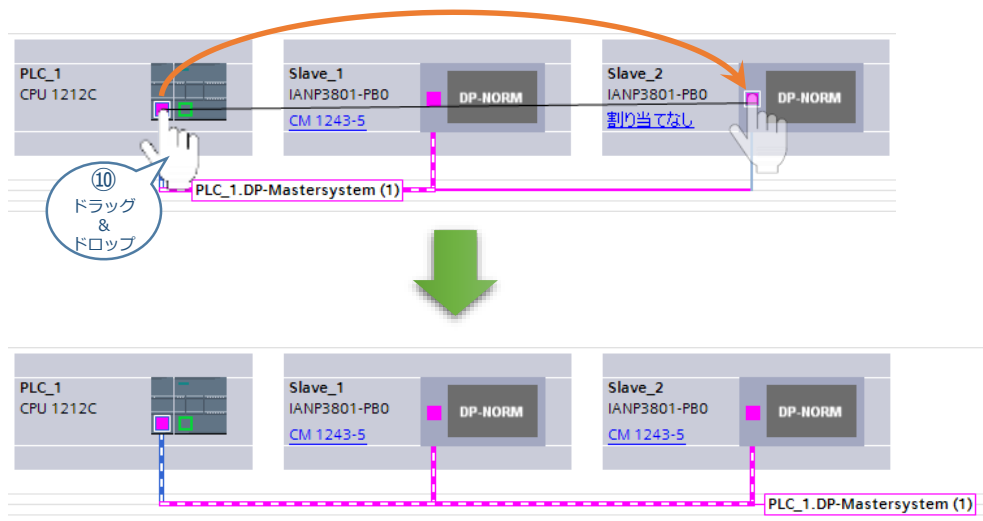 PLC_1
CPU 1212C
Slave_1
IANP3801-PB0
CM 1243-5
DP-NORM
Slave_2
IANP3801-PB0
割り当てなし
DP-NORM
PLC_1.DP-Mastersystem (1)
⑩
ドラッグ
&
ドロップ
PLC_1
CPU 1212C
Slave_1
IANP3801-PB0
CM 1243-5
DP-NORM
Slave_2
IANP3801-PB0
CM 1243-5
DP-NORM
PLC_1.DP-Mastersystem (1)